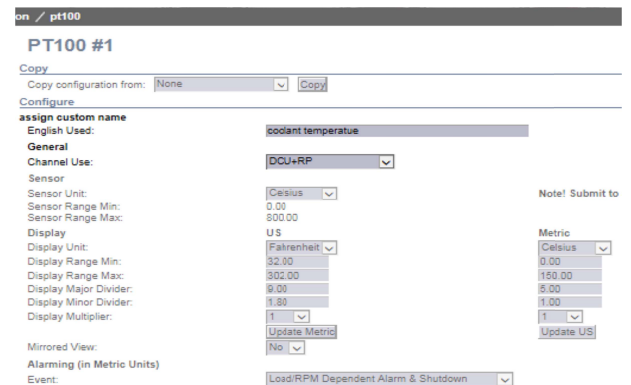 on / pt100
PT100 #1
Copy
Copy configuration from: None Copy
Configure
assign custom name
English Used: coolant temperatue
General
Channel Use: DCU+RP
Sensor
Sensor Unit: Celsius Note! Submit to
Sensor Range Min: 0.00
Sensor Range Max: 800.00
Display US Metric
Display Unit: Fahrenheit Celsius
Display Range Min: 32.00 0.00
Display Range Max: 302.00 150.00
Display Major Divider: 9.00 5.00
Display Minor Divider: 1.80 1.00
Display Multiplier: 1 1
Update Metric Update US
Mirrored View: No
Alarming (in Metric Units)
Event: Load/RPM Dependent Alarm & Shutdown